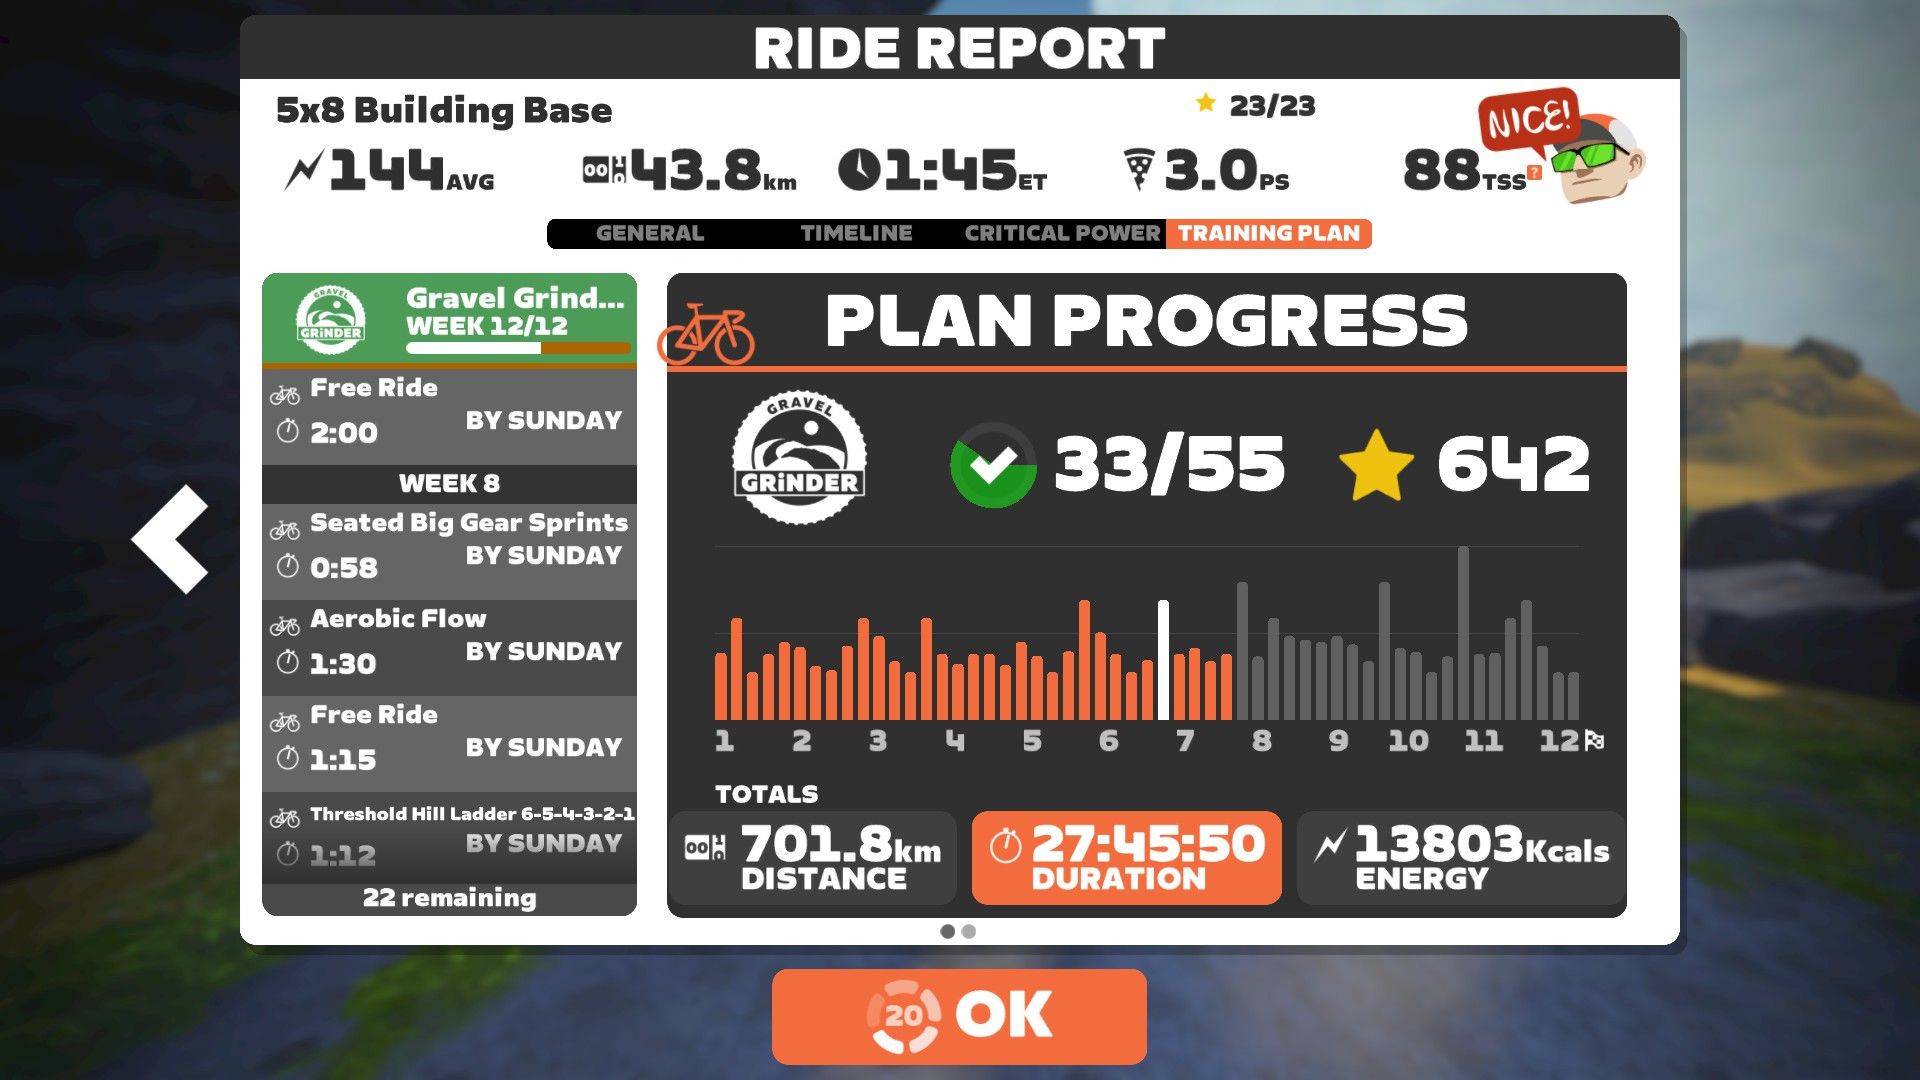 RIDE REPORT
5x8 Building Base
23/23
NICE!
144AVG
43.8km
1:45ET
3.0PS
88TSS?
GENERAL TIMELINE CRITICAL POWER TRAINING PLAN
GRAVEL
GRiNDER
Gravel Grind...
WEEK 12/12
Free Ride
2:00
BY SUNDAY
WEEK 8
Seated Big Gear Sprints
0:58
BY SUNDAY
Aerobic Flow
1:30
BY SUNDAY
Free Ride
1:15
BY SUNDAY
Threshold Hill Ladder 6-5-4-3-2-1
1:12
BY SUNDAY
22 remaining
PLAN PROGRESS
GRAVEL
GRiNDER
33/55
642
1 2 3 4 5 6 7 8 9 10 11 12
TOTALS
701.8km
DISTANCE
27:45:50
DURATION
13803Kcals
ENERGY
20 OK